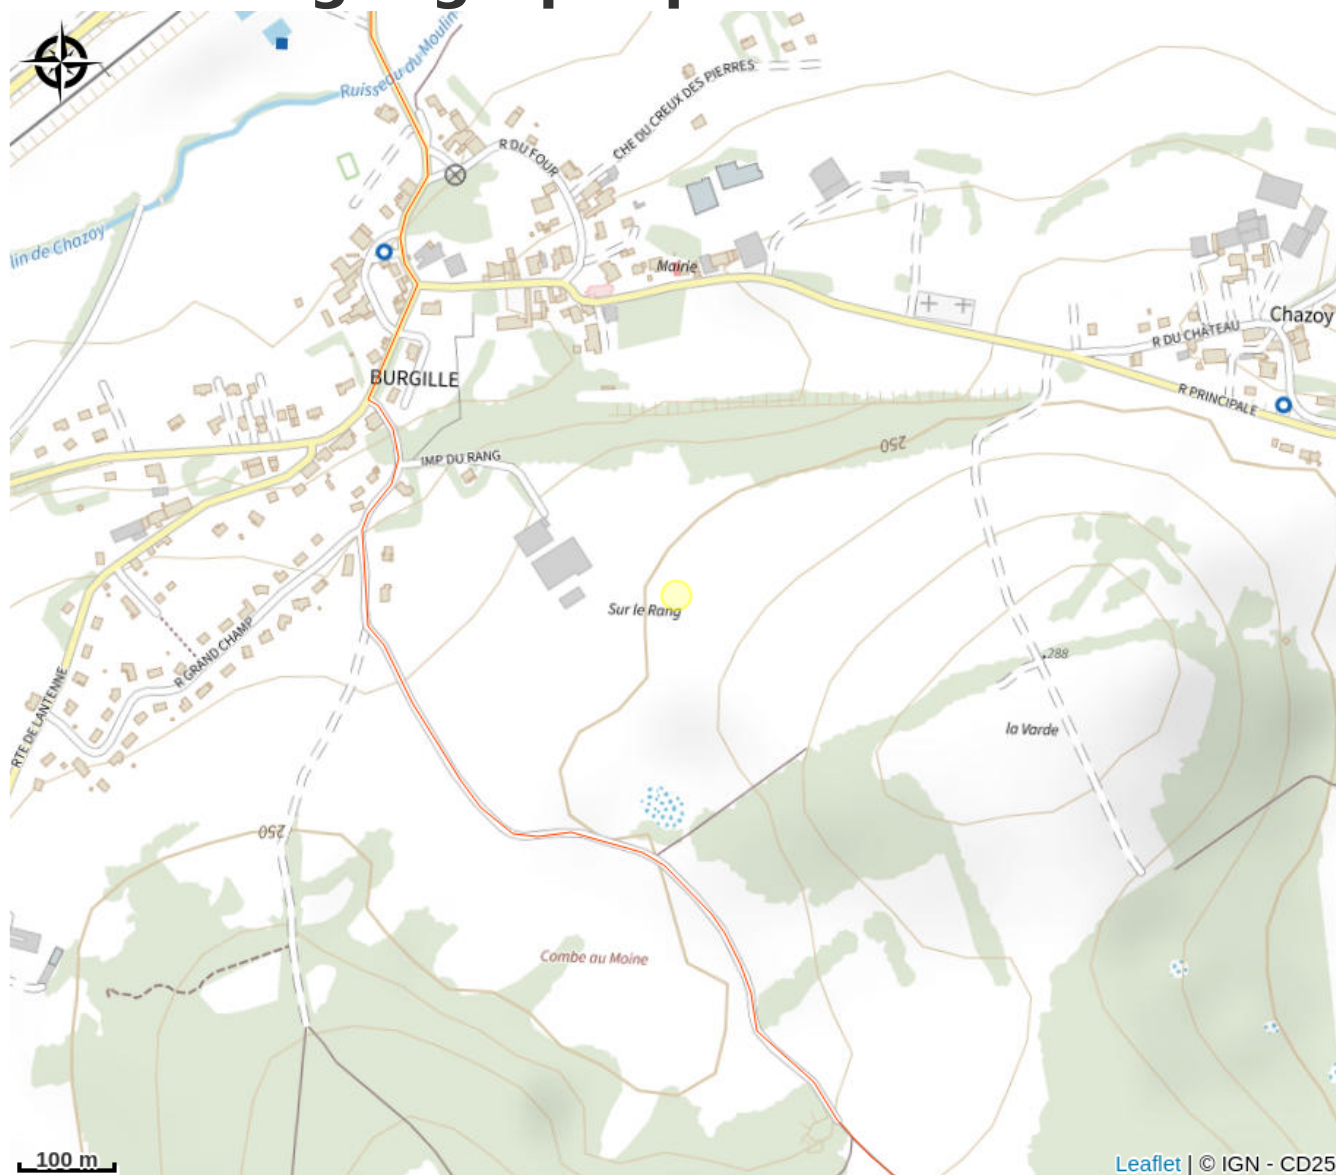 Ruisseau du Moulin
CHE DU CREUX DES PIERRES
R DU FOUR
lin de Chazoy
Mairie
Chazoy
R DU CHÂTEAU
BURGILLE
R PRINCIPALE
250
IMP DU RANG
Sur le Rang
R GRAND CHAMP
288
RTE DE LANTENNE
la Varde
250
Combe au Moine
100 m
Leaflet | © IGN - CD25